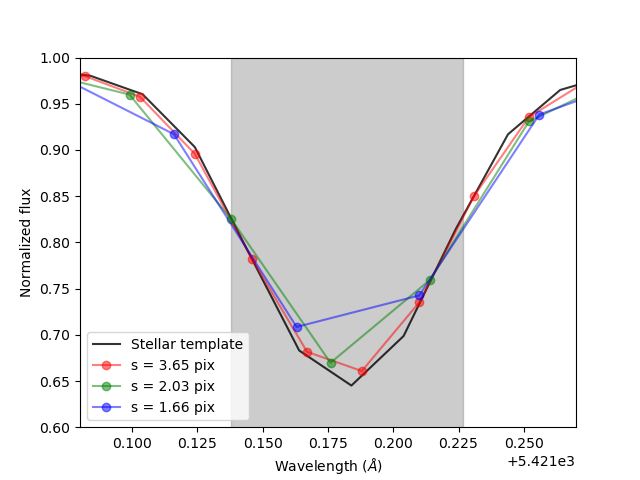 1.00
0.95
0.90
0.85
0.80
0.75
0.70
0.65
0.60
Normalized flux
Stellar template
s = 3.65 pix
s = 2.03 pix
s = 1.66 pix
0.100 0.125 0.150 0.175 0.200 0.225 0.250
Wavelength (Å)
+5.421e3